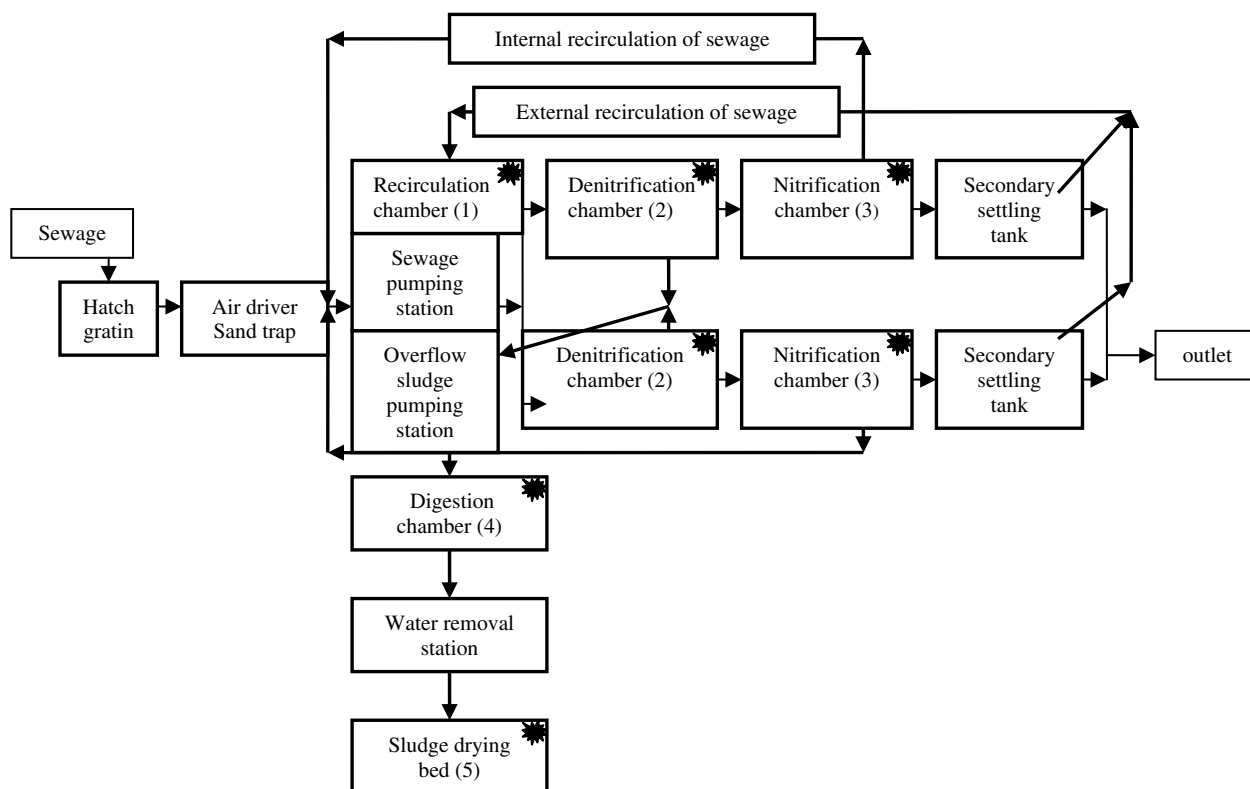 Internal recirculation of sewage
External recirculation of sewage
Recirculation
chamber (1)
Denitrification
chamber (2)
Nitrification
chamber (3)
Secondary
settling
tank
Sewage
Hatch
gratin
Air driver
Sand trap
Sewage
pumping
station
Overflow
sludge
pumping
station
Denitrification
chamber (2)
Nitrification
chamber (3)
Secondary
settling
tank
outlet
Digestion
chamber (4)
Water removal
station
Sludge drying
bed (5)